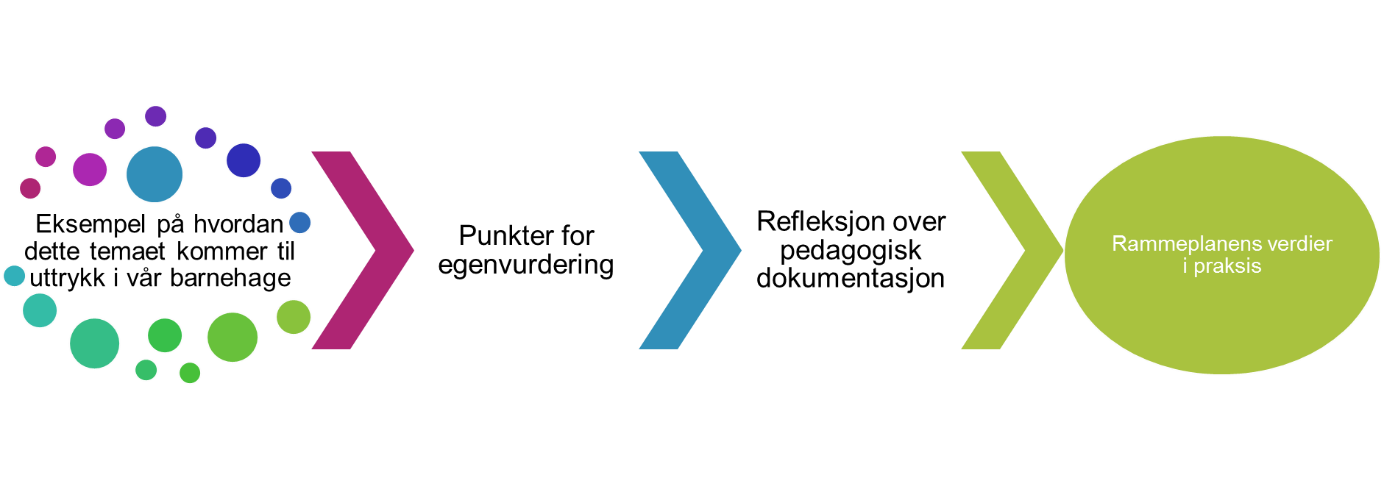 Eksempel på hvordan
dette temaet kommer til
uttrykk i vår barnehage
Punkter for
egenvurdering
Refleksjon over
pedagogisk
dokumentasjon
Rammeplanens verdier
i praksis